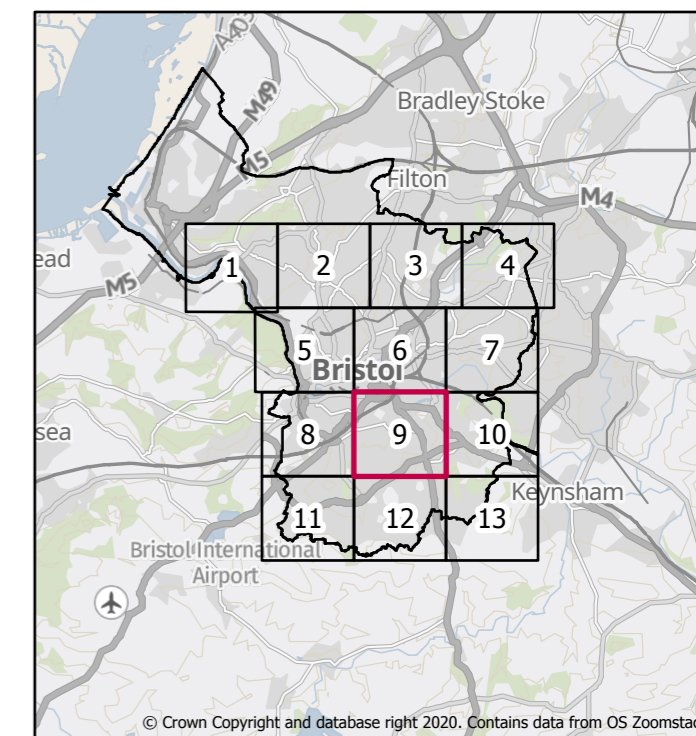 A403
M49
Bradley Stoke
M5
Filton
M4
ead
1
2
3
4
M5
5
6
7
Bristol
sea
8
9
10
Keynsham
11
12
13
Bristol International
Airport
© Crown Copyright and database right 2020. Contains data from OS Zoomstac